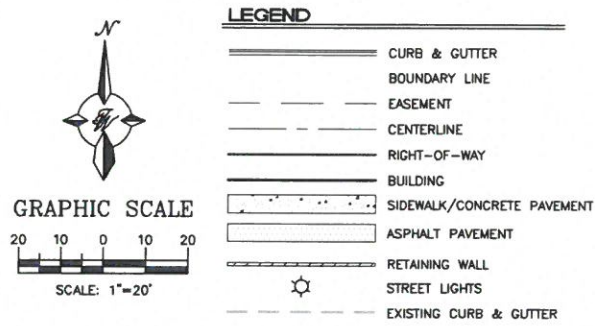 N
GRAPHIC SCALE
20 10 0 10 20
SCALE: 1"=20'
LEGEND
CURB & GUTTER
BOUNDARY LINE
EASEMENT
CENTERLINE
RIGHT-OF-WAY
BUILDING
SIDEWALK/CONCRETE PAVEMENT
ASPHALT PAVEMENT
RETAINING WALL
STREET LIGHTS
EXISTING CURB & GUTTER